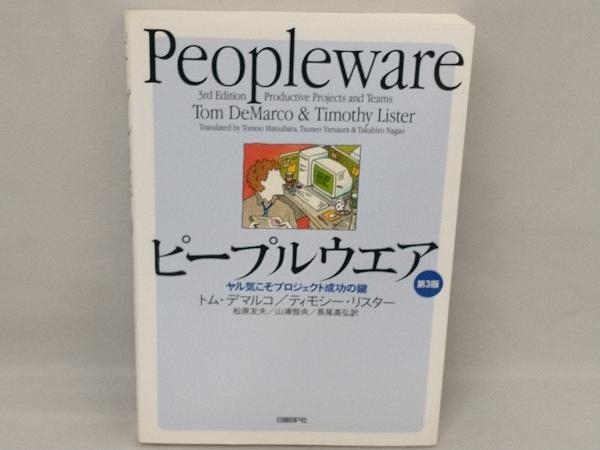 Peopleware
3rd Edition Productive Projects and Teams
Tom DeMarco & Timothy Lister
Translated by Tomoo Matsubara, Tsuneo Yamaura & Takahiro Nagao
ピープルウエア
第3版
ヤル気こそプロジェクト成功の鍵
トム・デマルコ／ティモシー・リスター
松原友夫／山浦恒央／長尾高弘訳
日経BP社